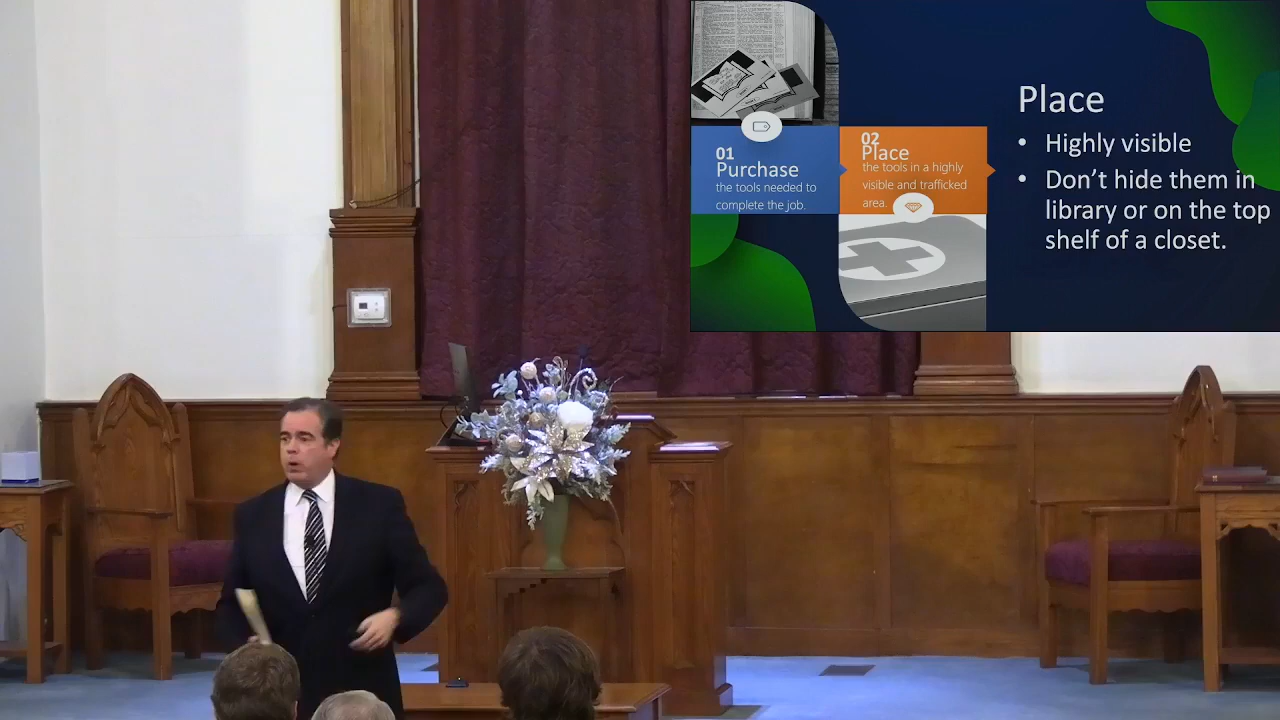 01
Purchase
the tools needed to
complete the job.
02
Place
the tools in a highly
visible and trafficked
area.
Place
• Highly visible
• Don't hide them in
library or on the top
shelf of a closet.